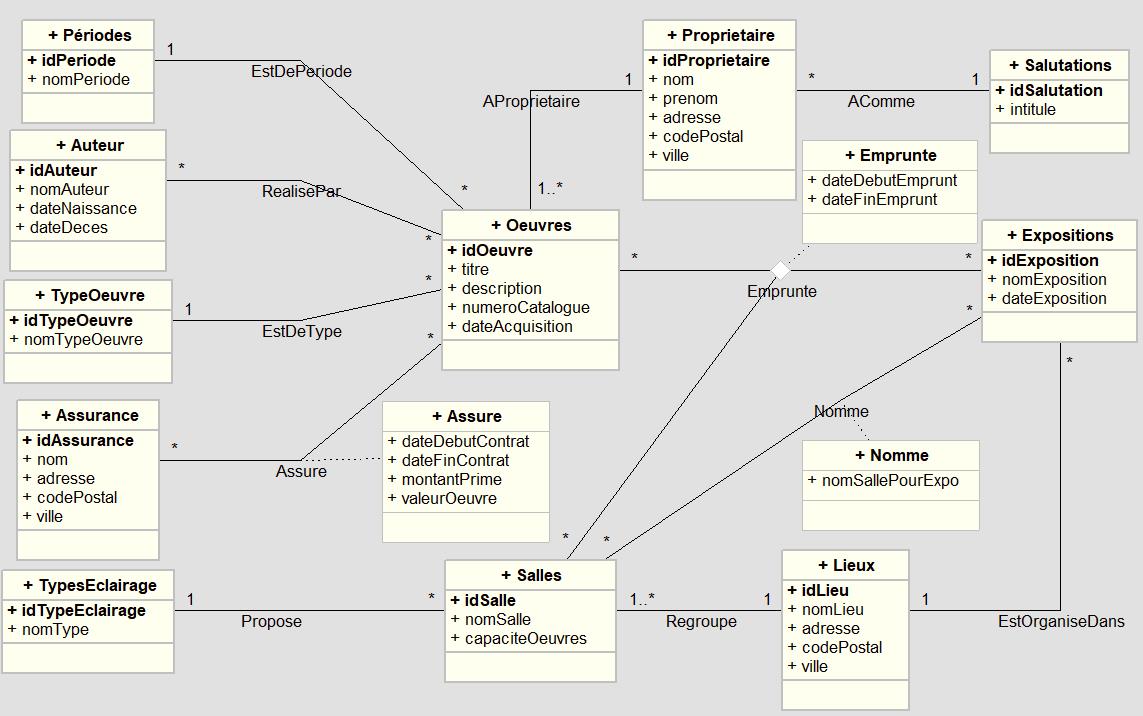 + Périodes
+ idPeriode
+ nomPeriode
1
EstDePeriode
*
+ Auteur
+ idAuteur
+ nomAuteur
+ dateNaissance
+ dateDeces
*
RealisePar
*
+ TypeOeuvre
+ idTypeOeuvre
+ nomTypeOeuvre
1
EstDeType
*
+ Assurance
+ idAssurance
+ nom
+ adresse
+ codePostal
+ ville
*
Assure
*
+ Assure
+ dateDebutContrat
+ dateFinContrat
+ montantPrime
+ valeurOeuvre
+ TypesEclairage
+ idTypeEclairage
+ nomType
1
Propose
*
+ Oeuvres
+ idOeuvre
+ titre
+ description
+ numeroCatalogue
+ dateAcquisition
1..*
AProprietaire
1
+ Proprietaire
+ idProprietaire
+ nom
+ prenom
+ adresse
+ codePostal
+ ville
*
AComme
1
+ Salutations
+ idSalutation
+ intitule
+ Emprunte
+ dateDebutEmprunt
+ dateFinEmprunt
*
Emprunte
*
*
+ Expositions
+ idExposition
+ nomExposition
+ dateExposition
*
Nomme
*
+ Nomme
+ nomSallePourExpo
+ Salles
+ idSalle
+ nomSalle
+ capaciteOeuvres
1..*
Regroupe
1
+ Lieux
+ idLieu
+ nomLieu
+ adresse
+ codePostal
+ ville
1
EstOrganiseDans
*